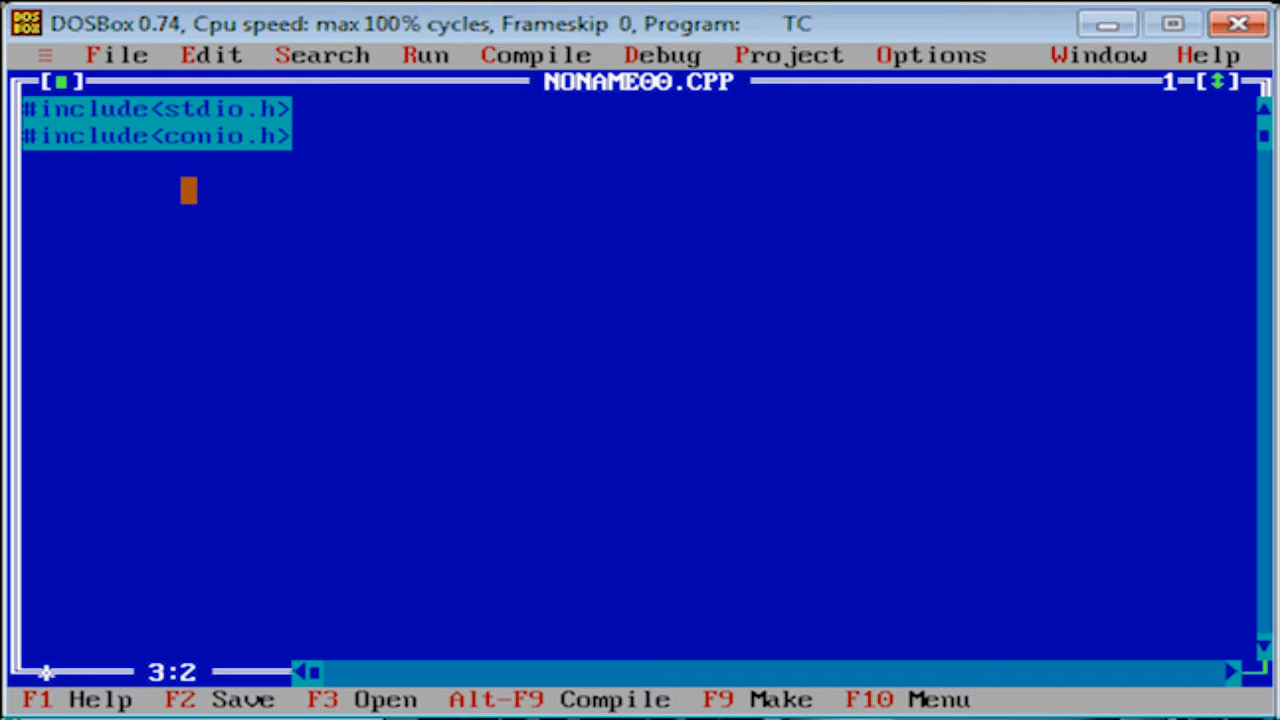 DOSBox 0.74, Cpu speed: max 100% cycles, Frameskip 0, Program: TC
≡ File Edit Search Run Compile Debug Project Options Window Help
[■] NONAME00.CPP 1=[↕]
#include<stdio.h>
#include<conio.h>
3:2
F1 Help F2 Save F3 Open Alt-F9 Compile F9 Make F10 Menu